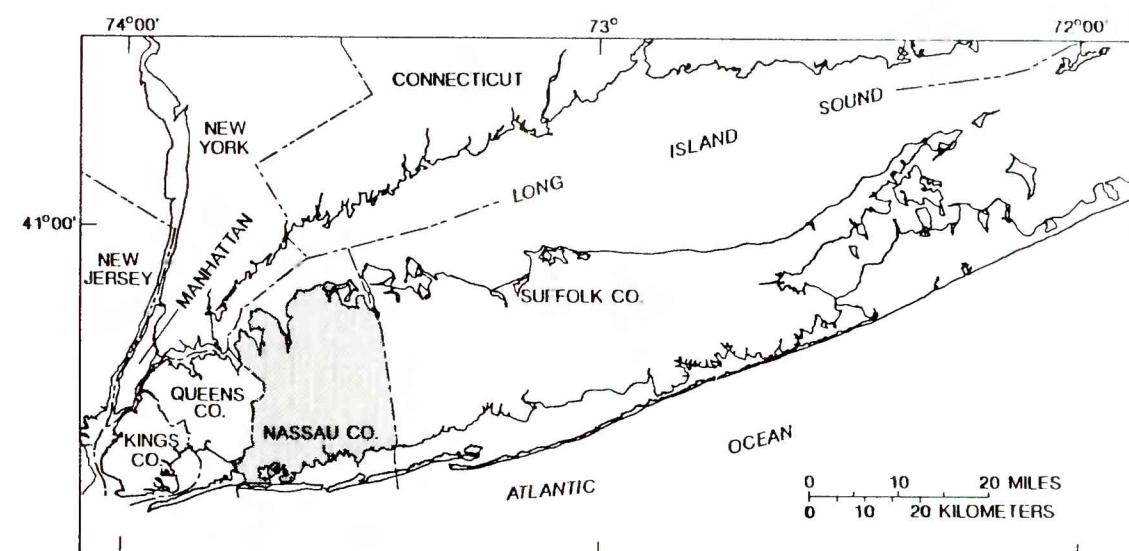 74°00'
73°
72°00'
CONNECTICUT
NEW
YORK
SOUND
ISLAND
LONG
41°00'
MANHATTAN
NEW
JERSEY
SUFFOLK CO.
QUEENS
CO.
NASSAU CO.
KINGS
CO.
OCEAN
ATLANTIC
0 10 20 MILES
0 10 20 KILOMETERS